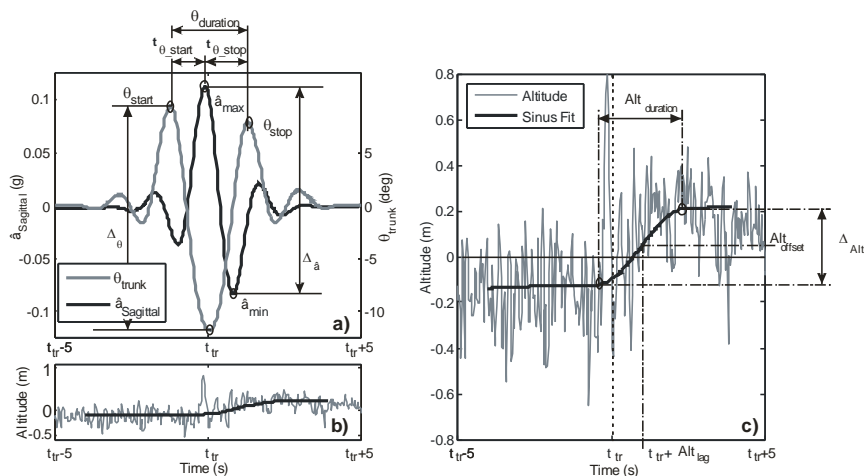 θduration
tθ_start tθ_stop
θstart
âmax
θstop
0.1
0.05
0
-0.05
-0.1
âSagittal (g)
5
0
-5
-10
θtrunk (deg)
Δθ
Δâ
θtrunk
âSagittal
âmin
a)
ttr-5 ttr ttr+5
1
0
-0.5
Altitude (m)
b)
ttr-5 ttr ttr+5
Time (s)
0.8
0.6
0.4
0.2
0
-0.2
-0.4
-0.6
-0.8
Altitude (m)
Altitude
Sinus Fit
Altduration
Altoffset
ΔAlt
c)
ttr-5 ttr ttr+ Altlag ttr+5
Time (s)